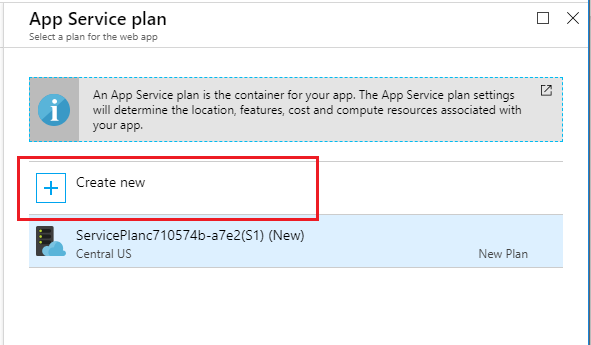 App Service plan
Select a plan for the web app
An App Service plan is the container for your app. The App Service plan settings
will determine the location, features, cost and compute resources associated with
your app.
Create new
ServicePlanc710574b-a7e2(S1) (New)
Central US
New Plan